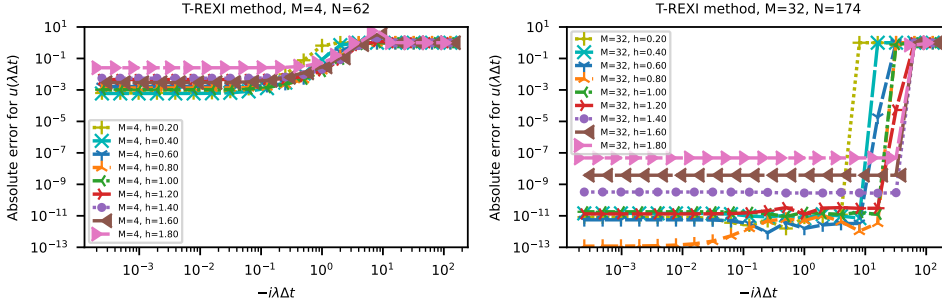 T-REXI method, M=4, N=62
10^1
10^-1
10^-3
10^-5
10^-7
10^-9
10^-11
10^-13
Absolute error for u(λΔt)
M=4, h=0.20
M=4, h=0.40
M=4, h=0.60
M=4, h=0.80
M=4, h=1.00
M=4, h=1.20
M=4, h=1.40
M=4, h=1.60
M=4, h=1.80
10^-3
10^-2
10^-1
10^0
10^1
10^2
−iλΔt
T-REXI method, M=32, N=174
10^1
10^-1
10^-3
10^-5
10^-7
10^-9
10^-11
10^-13
Absolute error for u(λΔt)
M=32, h=0.20
M=32, h=0.40
M=32, h=0.60
M=32, h=0.80
M=32, h=1.00
M=32, h=1.20
M=32, h=1.40
M=32, h=1.60
M=32, h=1.80
10^-3
10^-2
10^-1
10^0
10^1
10^2
−iλΔt